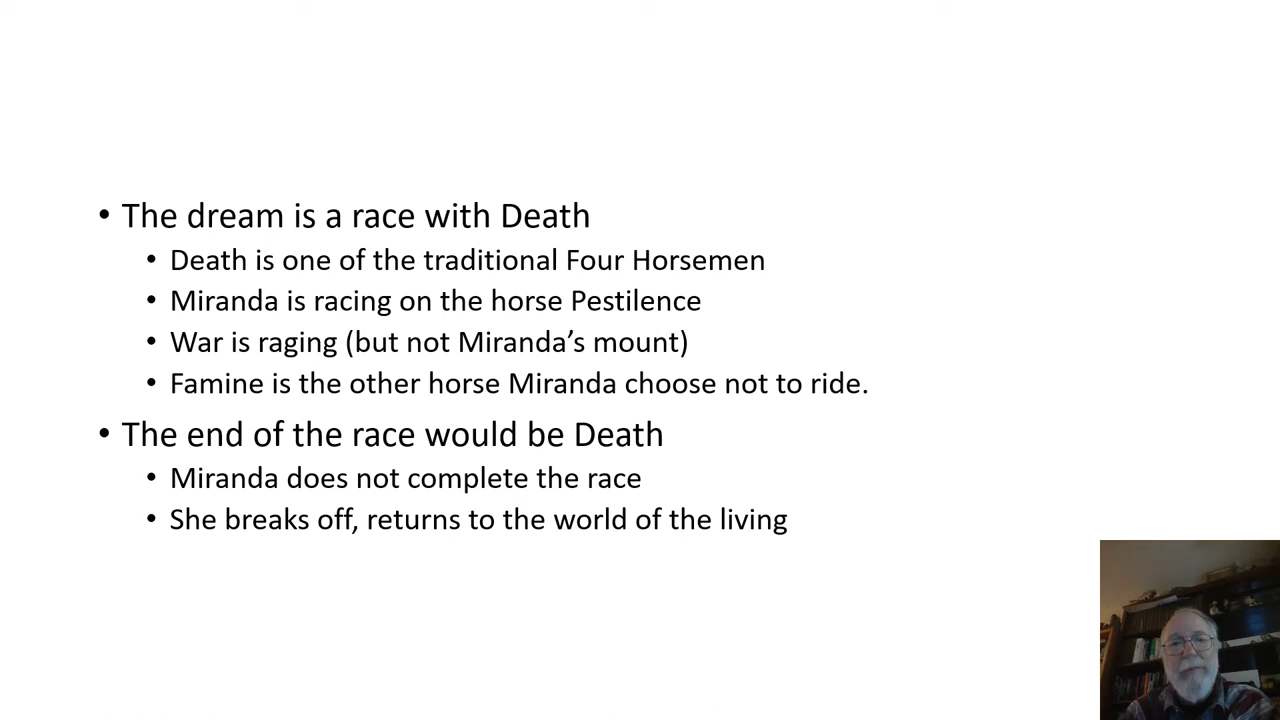 • The dream is a race with Death
• Death is one of the traditional Four Horsemen
• Miranda is racing on the horse Pestilence
• War is raging (but not Miranda’s mount)
• Famine is the other horse Miranda choose not to ride.
• The end of the race would be Death
• Miranda does not complete the race
• She breaks off, returns to the world of the living